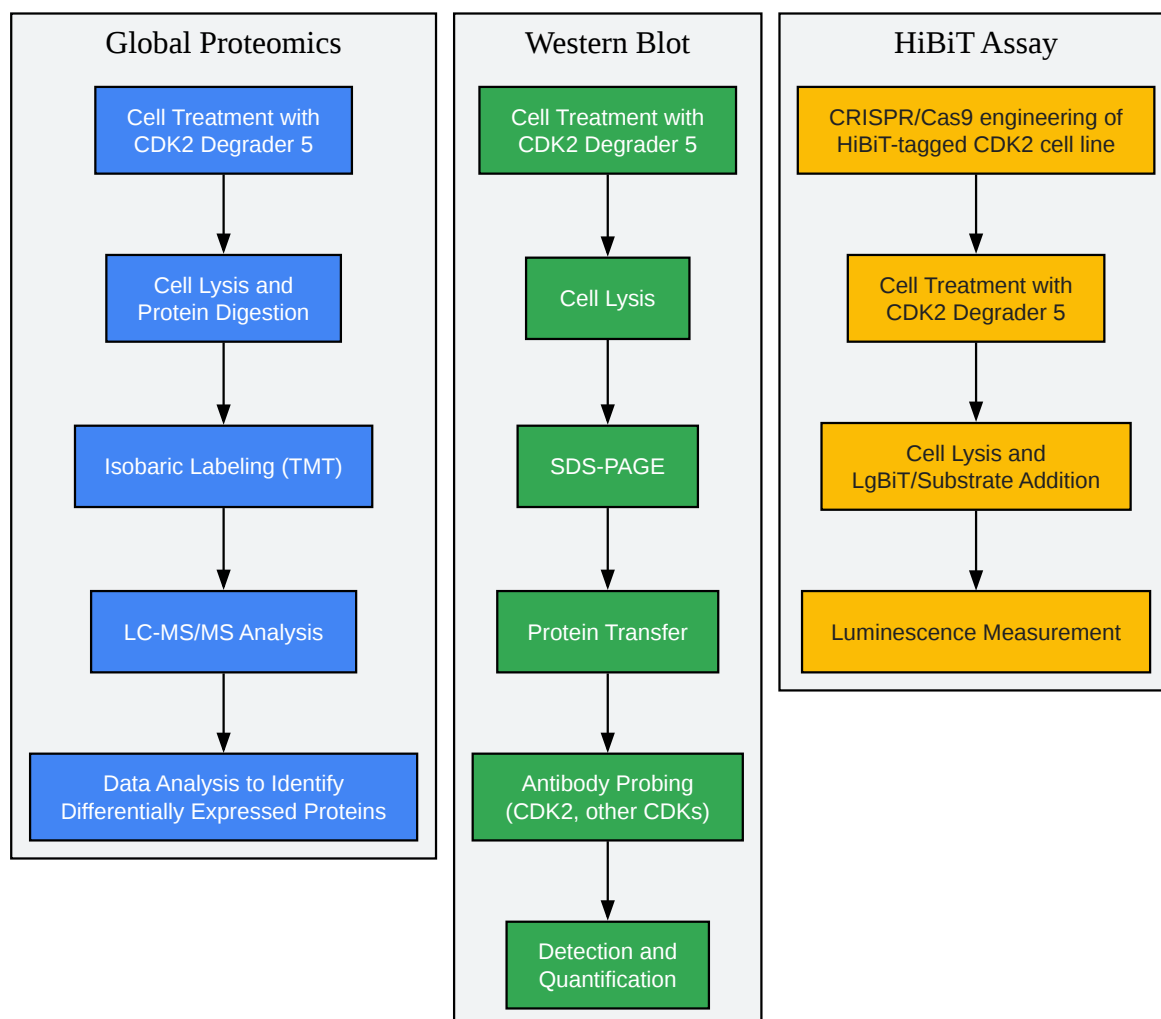 Global Proteomics
Cell Treatment with
CDK2 Degrader 5
Cell Lysis and
Protein Digestion
Isobaric Labeling (TMT)
LC-MS/MS Analysis
Data Analysis to Identify
Differentially Expressed Proteins
Western Blot
Cell Treatment with
CDK2 Degrader 5
Cell Lysis
SDS-PAGE
Protein Transfer
Antibody Probing
(CDK2, other CDKs)
Detection and
Quantification
HiBiT Assay
CRISPR/Cas9 engineering of
HiBiT-tagged CDK2 cell line
Cell Treatment with
CDK2 Degrader 5
Cell Lysis and
LgBiT/Substrate Addition
Luminescence Measurement